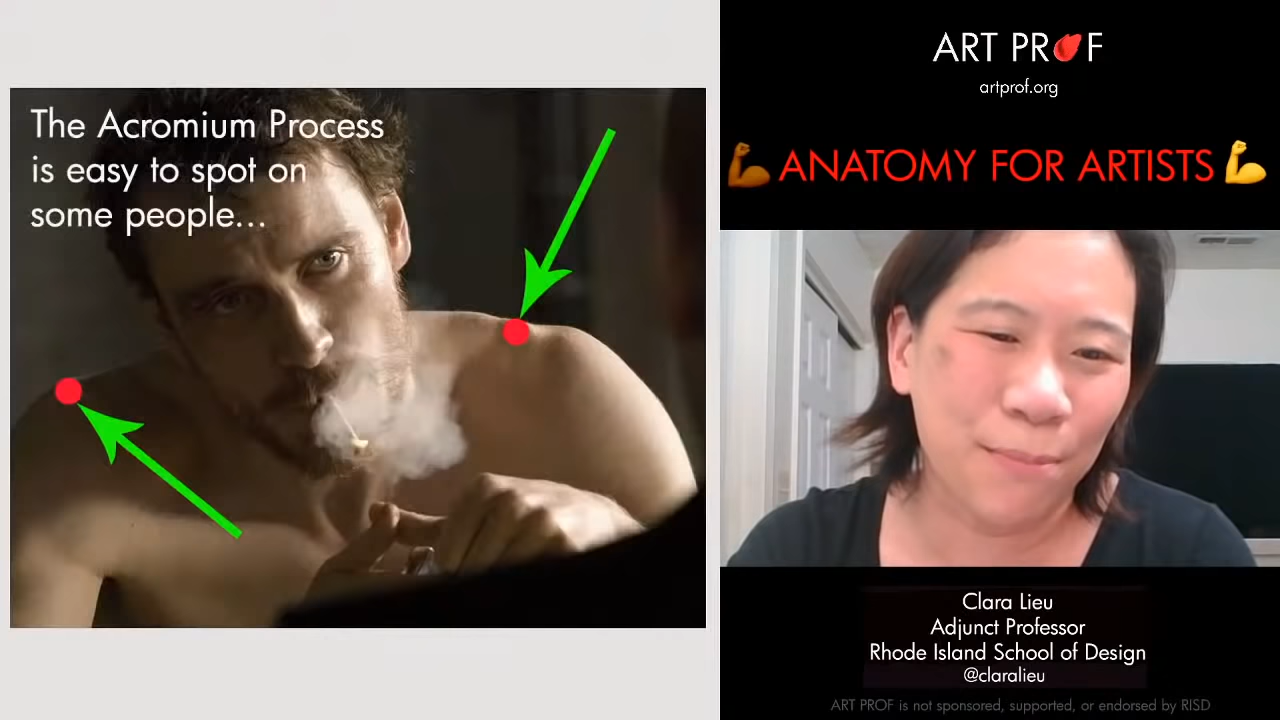 The Acromium Process
is easy to spot on
some people...
ART PROF
artprof.org
💪ANATOMY FOR ARTISTS💪
Clara Lieu
Adjunct Professor
Rhode Island School of Design
@claralieu
ART PROF is not sponsored, supported, or endorsed by RISD